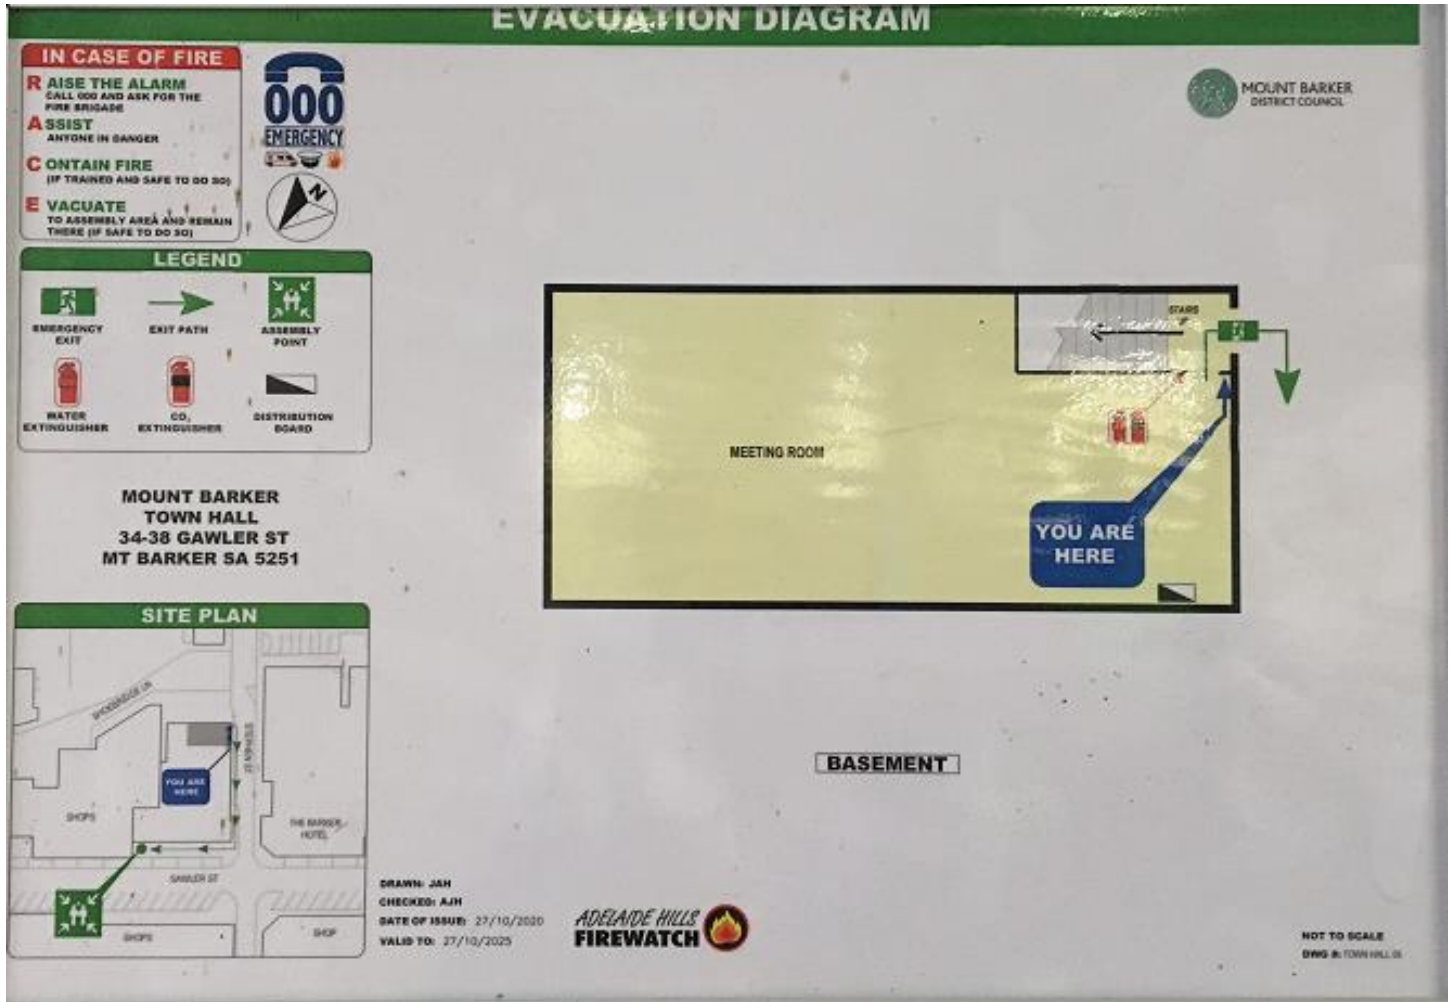 EVACUATION DIAGRAM
IN CASE OF FIRE
RAISE THE ALARM
CALL 000 AND ASK FOR THE
FIRE BRIGADE
ASSIST
ANYONE IN DANGER
CONTAIN FIRE
(IF TRAINED AND SAFE TO DO SO)
EVACUATE
TO ASSEMBLY AREA AND REMAIN
THERE (IF SAFE TO DO SO)
000
EMERGENCY
N
MOUNT BARKER
DISTRICT COUNCIL
LEGEND
EMERGENCY
EXIT
EXIT PATH
ASSEMBLY
POINT
WATER
EXTINGUISHER
CO2
EXTINGUISHER
DISTRIBUTION
BOARD
MOUNT BARKER
TOWN HALL
34-38 GAWLER ST
MT BARKER SA 5251
STAIRS
MEETING ROOM
YOU ARE
HERE
BASEMENT
SITE PLAN
YOU ARE
HERE
SHOPS
THE BARKER
HOTEL
GAWLER ST
SHOPS
SHOP
DRAWN: JAH
CHECKED: AJH
DATE OF ISSUE: 27/10/2020
VALID TO: 27/10/2025
ADELAIDE HILLS
FIREWATCH
NOT TO SCALE
DWG #: TOWN HALL